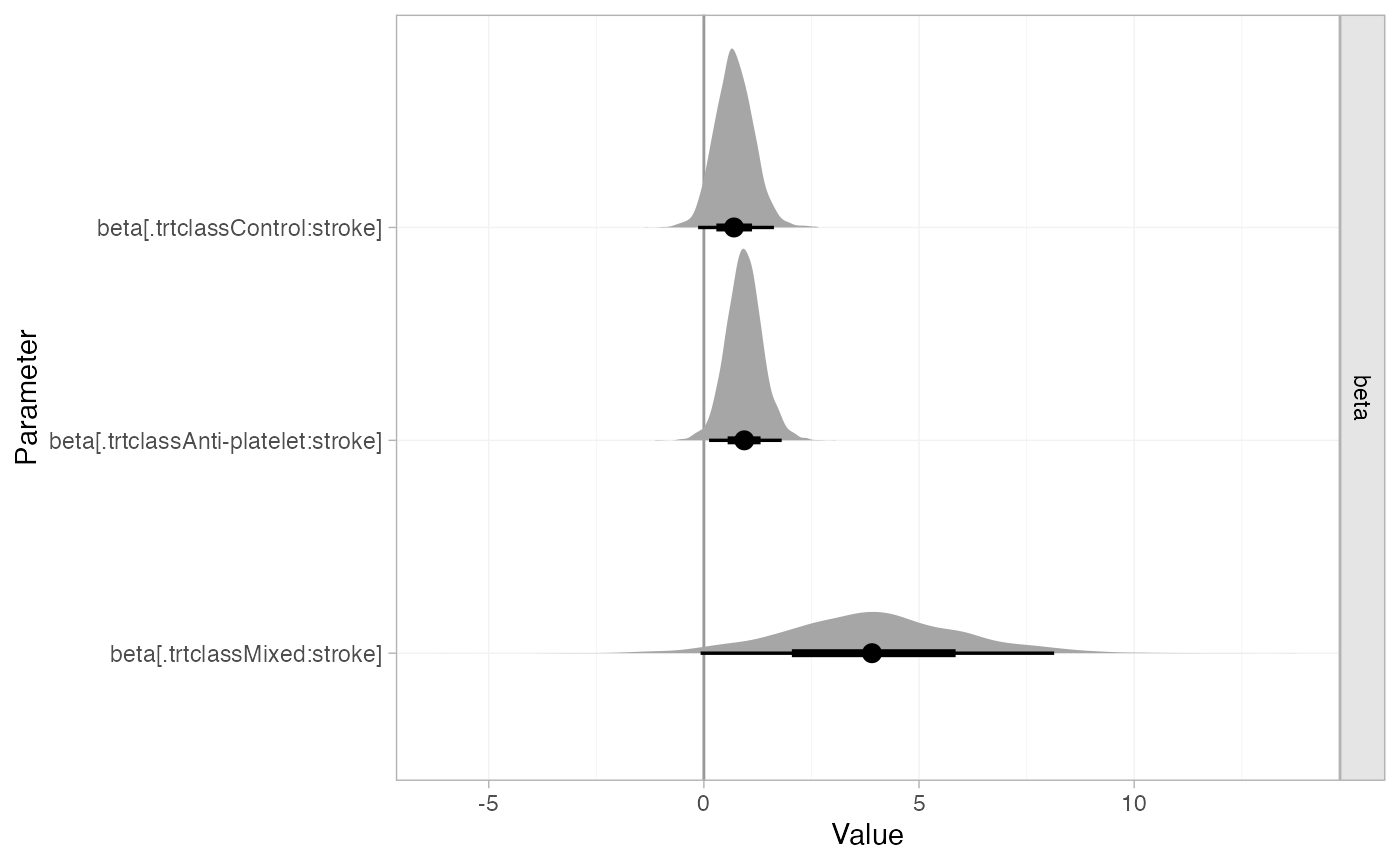 Parameter
beta[.trtclassControl:stroke]
beta[.trtclassAnti-platelet:stroke]
beta[.trtclassMixed:stroke]
beta
-5 0 5 10
Value